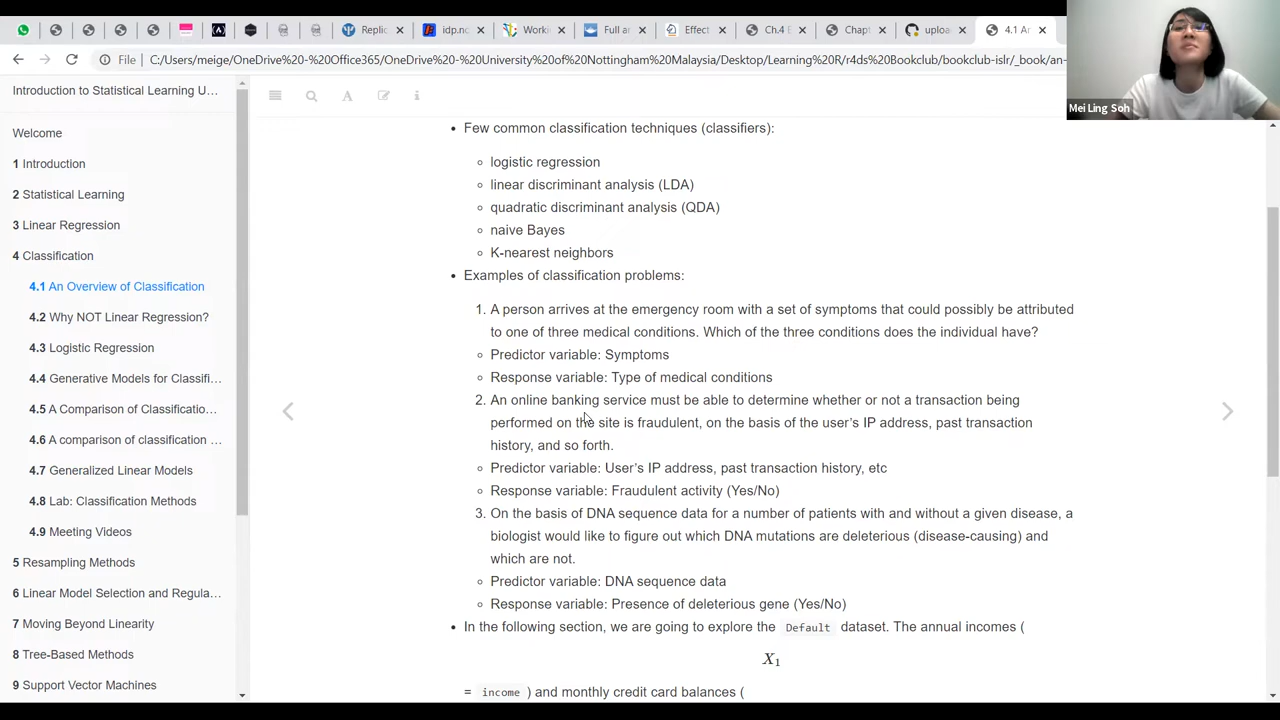 Replic
idp.nc
Workin
Full ar
Effect
Ch.4 E
Chapt
uploa
4.1 An
File
C:/Users/meige/OneDrive%20-%20Office365/OneDrive%20-%20University%20of%20Nottingham%20Malaysia/Desktop/Learning%20R/r4ds%20Bookclub/bookclub-islr/_book/an-
Mei Ling Soh
Introduction to Statistical Learning U...
Welcome
1 Introduction
2 Statistical Learning
3 Linear Regression
4 Classification
4.1 An Overview of Classification
4.2 Why NOT Linear Regression?
4.3 Logistic Regression
4.4 Generative Models for Classifi...
4.5 A Comparison of Classificatio...
4.6 A comparison of classification ...
4.7 Generalized Linear Models
4.8 Lab: Classification Methods
4.9 Meeting Videos
5 Resampling Methods
6 Linear Model Selection and Regula...
7 Moving Beyond Linearity
8 Tree-Based Methods
9 Support Vector Machines
• Few common classification techniques (classifiers):
◦ logistic regression
◦ linear discriminant analysis (LDA)
◦ quadratic discriminant analysis (QDA)
◦ naive Bayes
◦ K-nearest neighbors
• Examples of classification problems:
1. A person arrives at the emergency room with a set of symptoms that could possibly be attributed
to one of three medical conditions. Which of the three conditions does the individual have?
◦ Predictor variable: Symptoms
◦ Response variable: Type of medical conditions
2. An online banking service must be able to determine whether or not a transaction being
performed on the site is fraudulent, on the basis of the user's IP address, past transaction
history, and so forth.
◦ Predictor variable: User's IP address, past transaction history, etc
◦ Response variable: Fraudulent activity (Yes/No)
3. On the basis of DNA sequence data for a number of patients with and without a given disease, a
biologist would like to figure out which DNA mutations are deleterious (disease-causing) and
which are not.
◦ Predictor variable: DNA sequence data
◦ Response variable: Presence of deleterious gene (Yes/No)
• In the following section, we are going to explore the Default dataset. The annual incomes (
X₁
= income ) and monthly credit card balances (